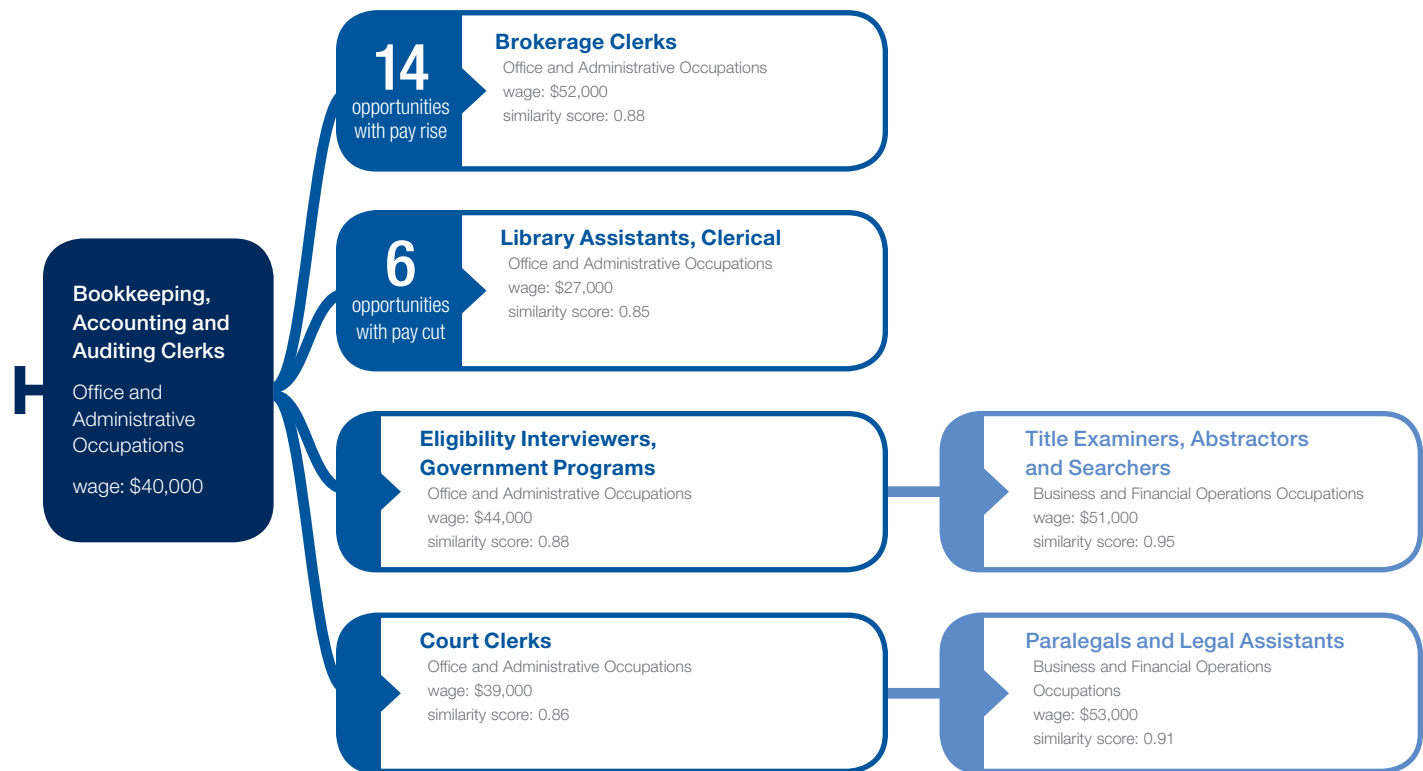 Bookkeeping,
Accounting and
Auditing Clerks
Office and
Administrative
Occupations
wage: $40,000
14
opportunities
with pay rise
Brokerage Clerks
Office and Administrative Occupations
wage: $52,000
similarity score: 0.88
6
opportunities
with pay cut
Library Assistants, Clerical
Office and Administrative Occupations
wage: $27,000
similarity score: 0.85
Eligibility Interviewers,
Government Programs
Office and Administrative Occupations
wage: $44,000
similarity score: 0.88
Title Examiners, Abstractors
and Searchers
Business and Financial Operations Occupations
wage: $51,000
similarity score: 0.95
Court Clerks
Office and Administrative Occupations
wage: $39,000
similarity score: 0.86
Paralegals and Legal Assistants
Business and Financial Operations
Occupations
wage: $53,000
similarity score: 0.91